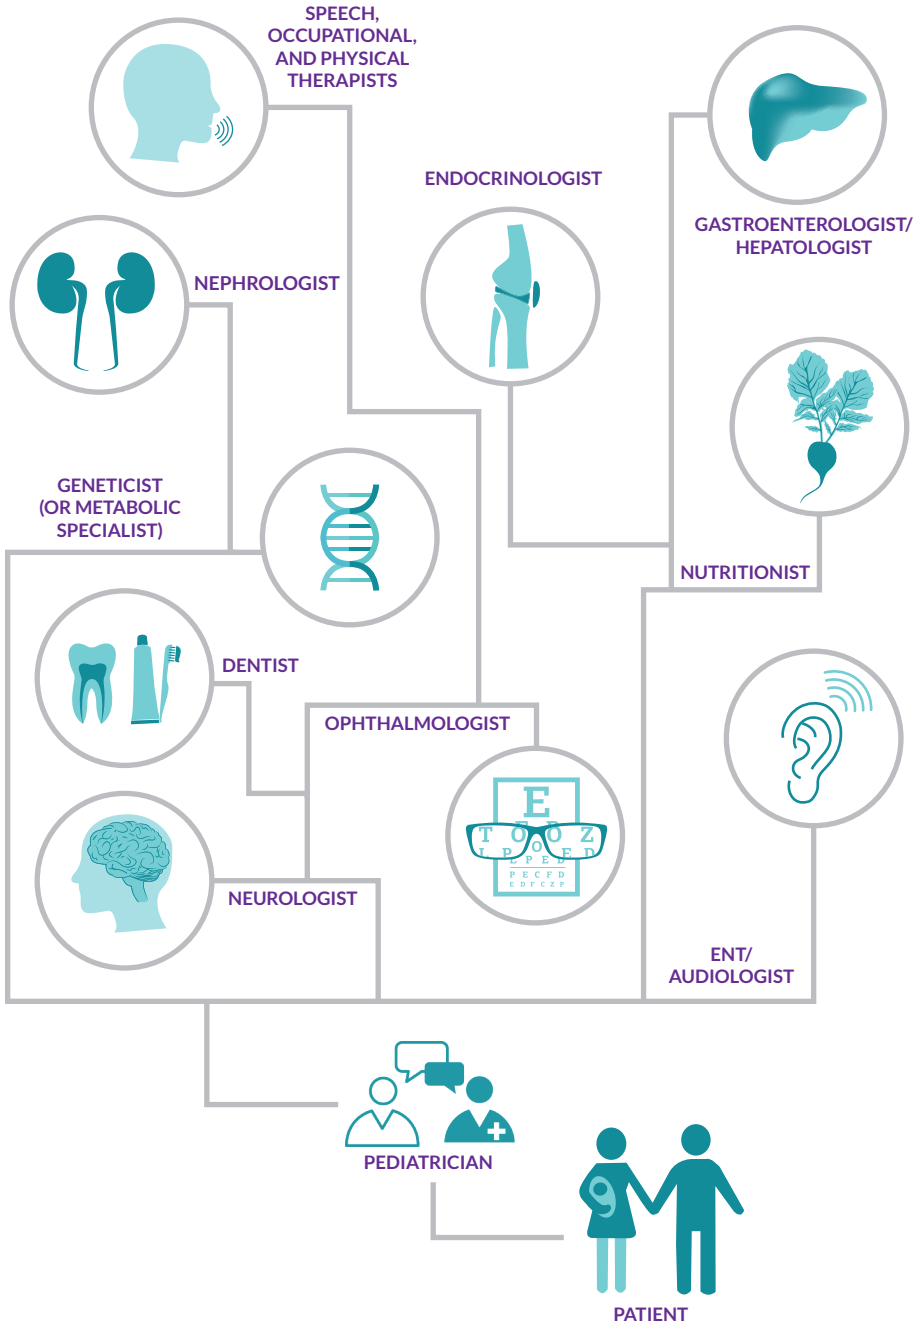 SPEECH,
OCCUPATIONAL,
AND PHYSICAL
THERAPISTS
ENDOCRINOLOGIST
GASTROENTEROLOGIST/
HEPATOLOGIST
NEPHROLOGIST
GENETICIST
(OR METABOLIC
SPECIALIST)
NUTRITIONIST
DENTIST
OPHTHALMOLOGIST
E
T O O Z
L P E D
P E C F D
E D F C Z P
NEUROLOGIST
ENT/
AUDIOLOGIST
PEDIATRICIAN
PATIENT